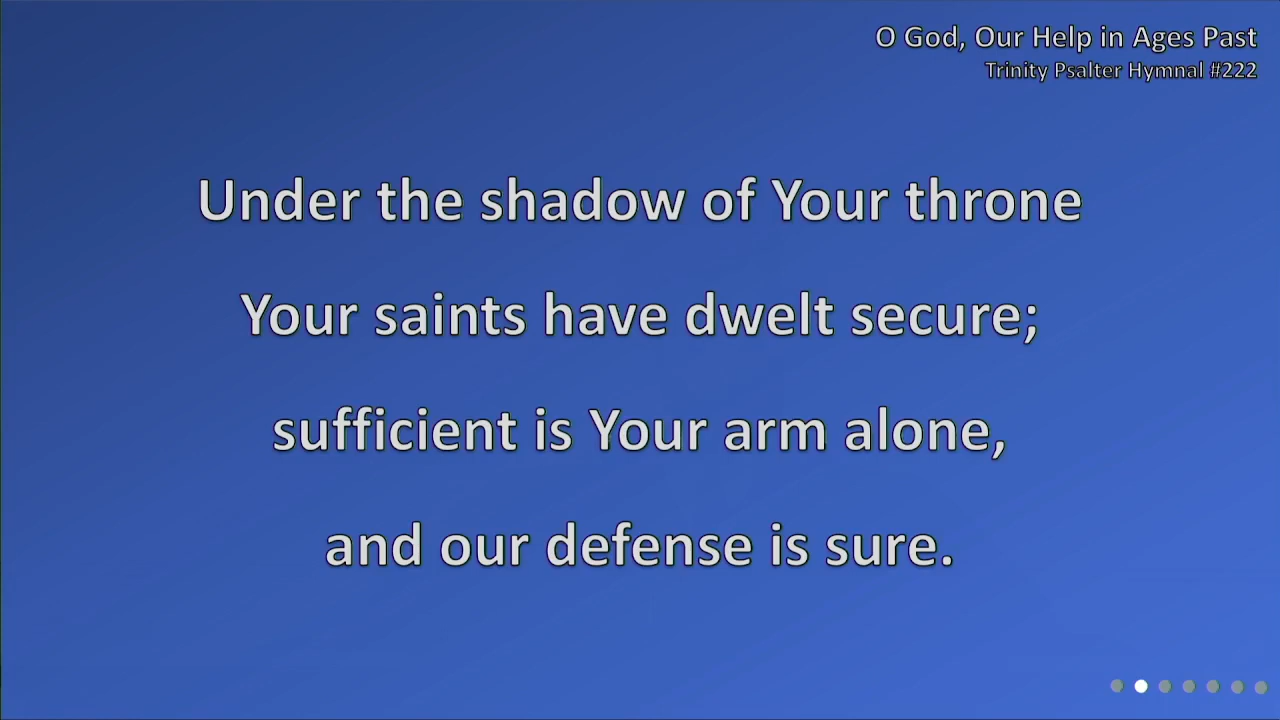 O God, Our Help in Ages Past
Trinity Psalter Hymnal #222
Under the shadow of Your throne
Your saints have dwelt secure;
sufficient is Your arm alone,
and our defense is sure.